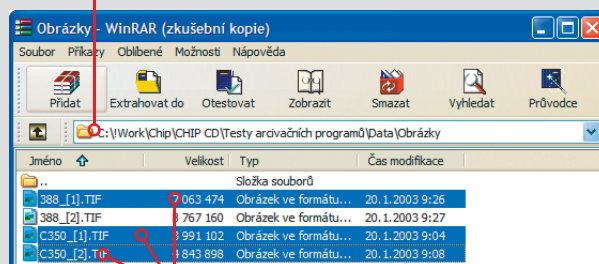 Obrázky - WinRAR (zkušební kopie)
Soubor Příkazy Oblíbené Možnosti Nápověda
Přidat Extrahovat do Otestovat Zobrazit Smazat Vyhledat Průvodce
C:\!Work\Chip\CHIP CD\Testy arcivačních programů\Data\Obrázky
Jméno Velikost Typ Čas modifikace
.. Složka souborů
388_[1].TIF 7 063 474 Obrázek ve formátu... 20.1.2003 9:26
388_[2].TIF 8 767 160 Obrázek ve formátu... 20.1.2003 9:27
C350_[1].TIF 3 991 102 Obrázek ve formátu... 20.1.2003 9:04
C350_[2].TIF 4 843 898 Obrázek ve formátu... 20.1.2003 9:08